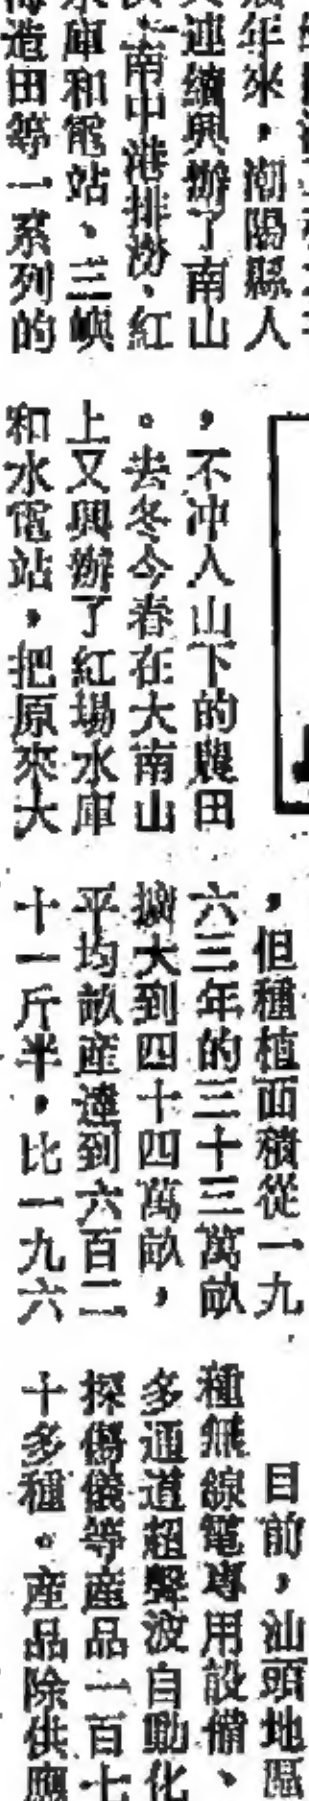 年來，潮陽縣人
連續興辦了南山
南中港排澇、紅
庫和電站、三嶼
造田等一系列的
，不冲入山下的農田
。去冬今春在大南山
上又興辦了紅場水庫
和水電站，把原來大
，但種植面積從一九
六三年的三十三萬畝
擴大到四十四萬畝，
平均畝產達到六百二
十一斤半，比一九六
目前，汕頭地區
種無線電專用設備、
多通道超聲波自動化
探傷儀等產品一百七
十多種。產品除供應